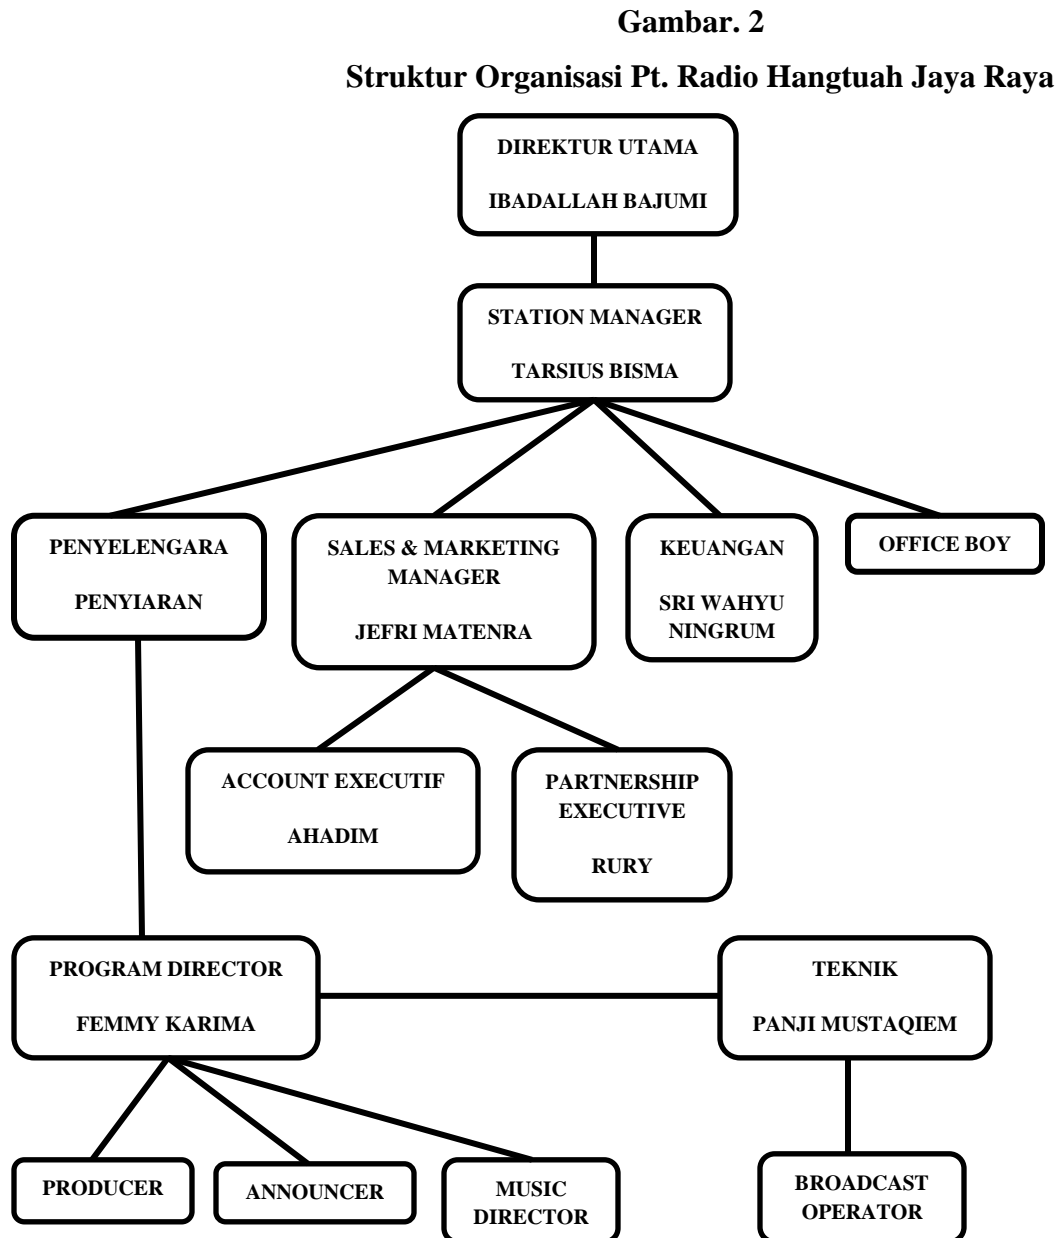 Gambar. 2
Struktur Organisasi Pt. Radio Hangtuah Jaya Raya
DIREKTUR UTAMA
IBADALLAH BAJUMI
STATION MANAGER
TARSIUS BISMA
PENYELENGARA
PENYIARAN
SALES & MARKETING
MANAGER
JEFRI MATENRA
KEUANGAN
SRI WAHYU
NINGRUM
OFFICE BOY
ACCOUNT EXECUTIF
AHADIM
PARTNERSHIP
EXECUTIVE
RURY
PROGRAM DIRECTOR
FEMMY KARIMA
TEKNIK
PANJI MUSTAQIEM
PRODUCER
ANNOUNCER
MUSIC
DIRECTOR
BROADCAST
OPERATOR